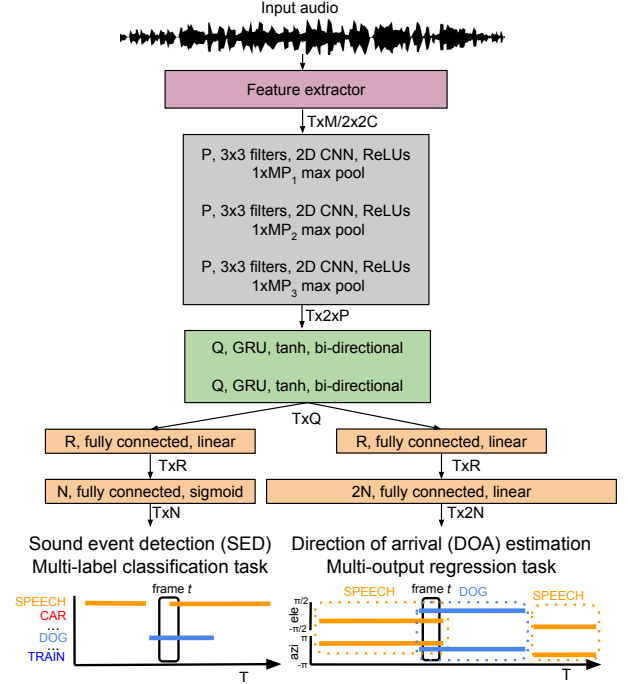 Input audio
Feature extractor
TxM/2x2C
P, 3x3 filters, 2D CNN, ReLUs
1xMP1 max pool
P, 3x3 filters, 2D CNN, ReLUs
1xMP2 max pool
P, 3x3 filters, 2D CNN, ReLUs
1xMP3 max pool
Tx2xP
Q, GRU, tanh, bi-directional
Q, GRU, tanh, bi-directional
TxQ
R, fully connected, linear
R, fully connected, linear
TxR
TxR
N, fully connected, sigmoid
2N, fully connected, linear
TxN
Tx2N
Sound event detection (SED)
Multi-label classification task
Direction of arrival (DOA) estimation
Multi-output regression task
frame t
SPEECH
CAR
...
DOG
...
TRAIN
T
SPEECH
frame t
DOG
SPEECH
ele
π/2
-π/2
azi
π
-π
T